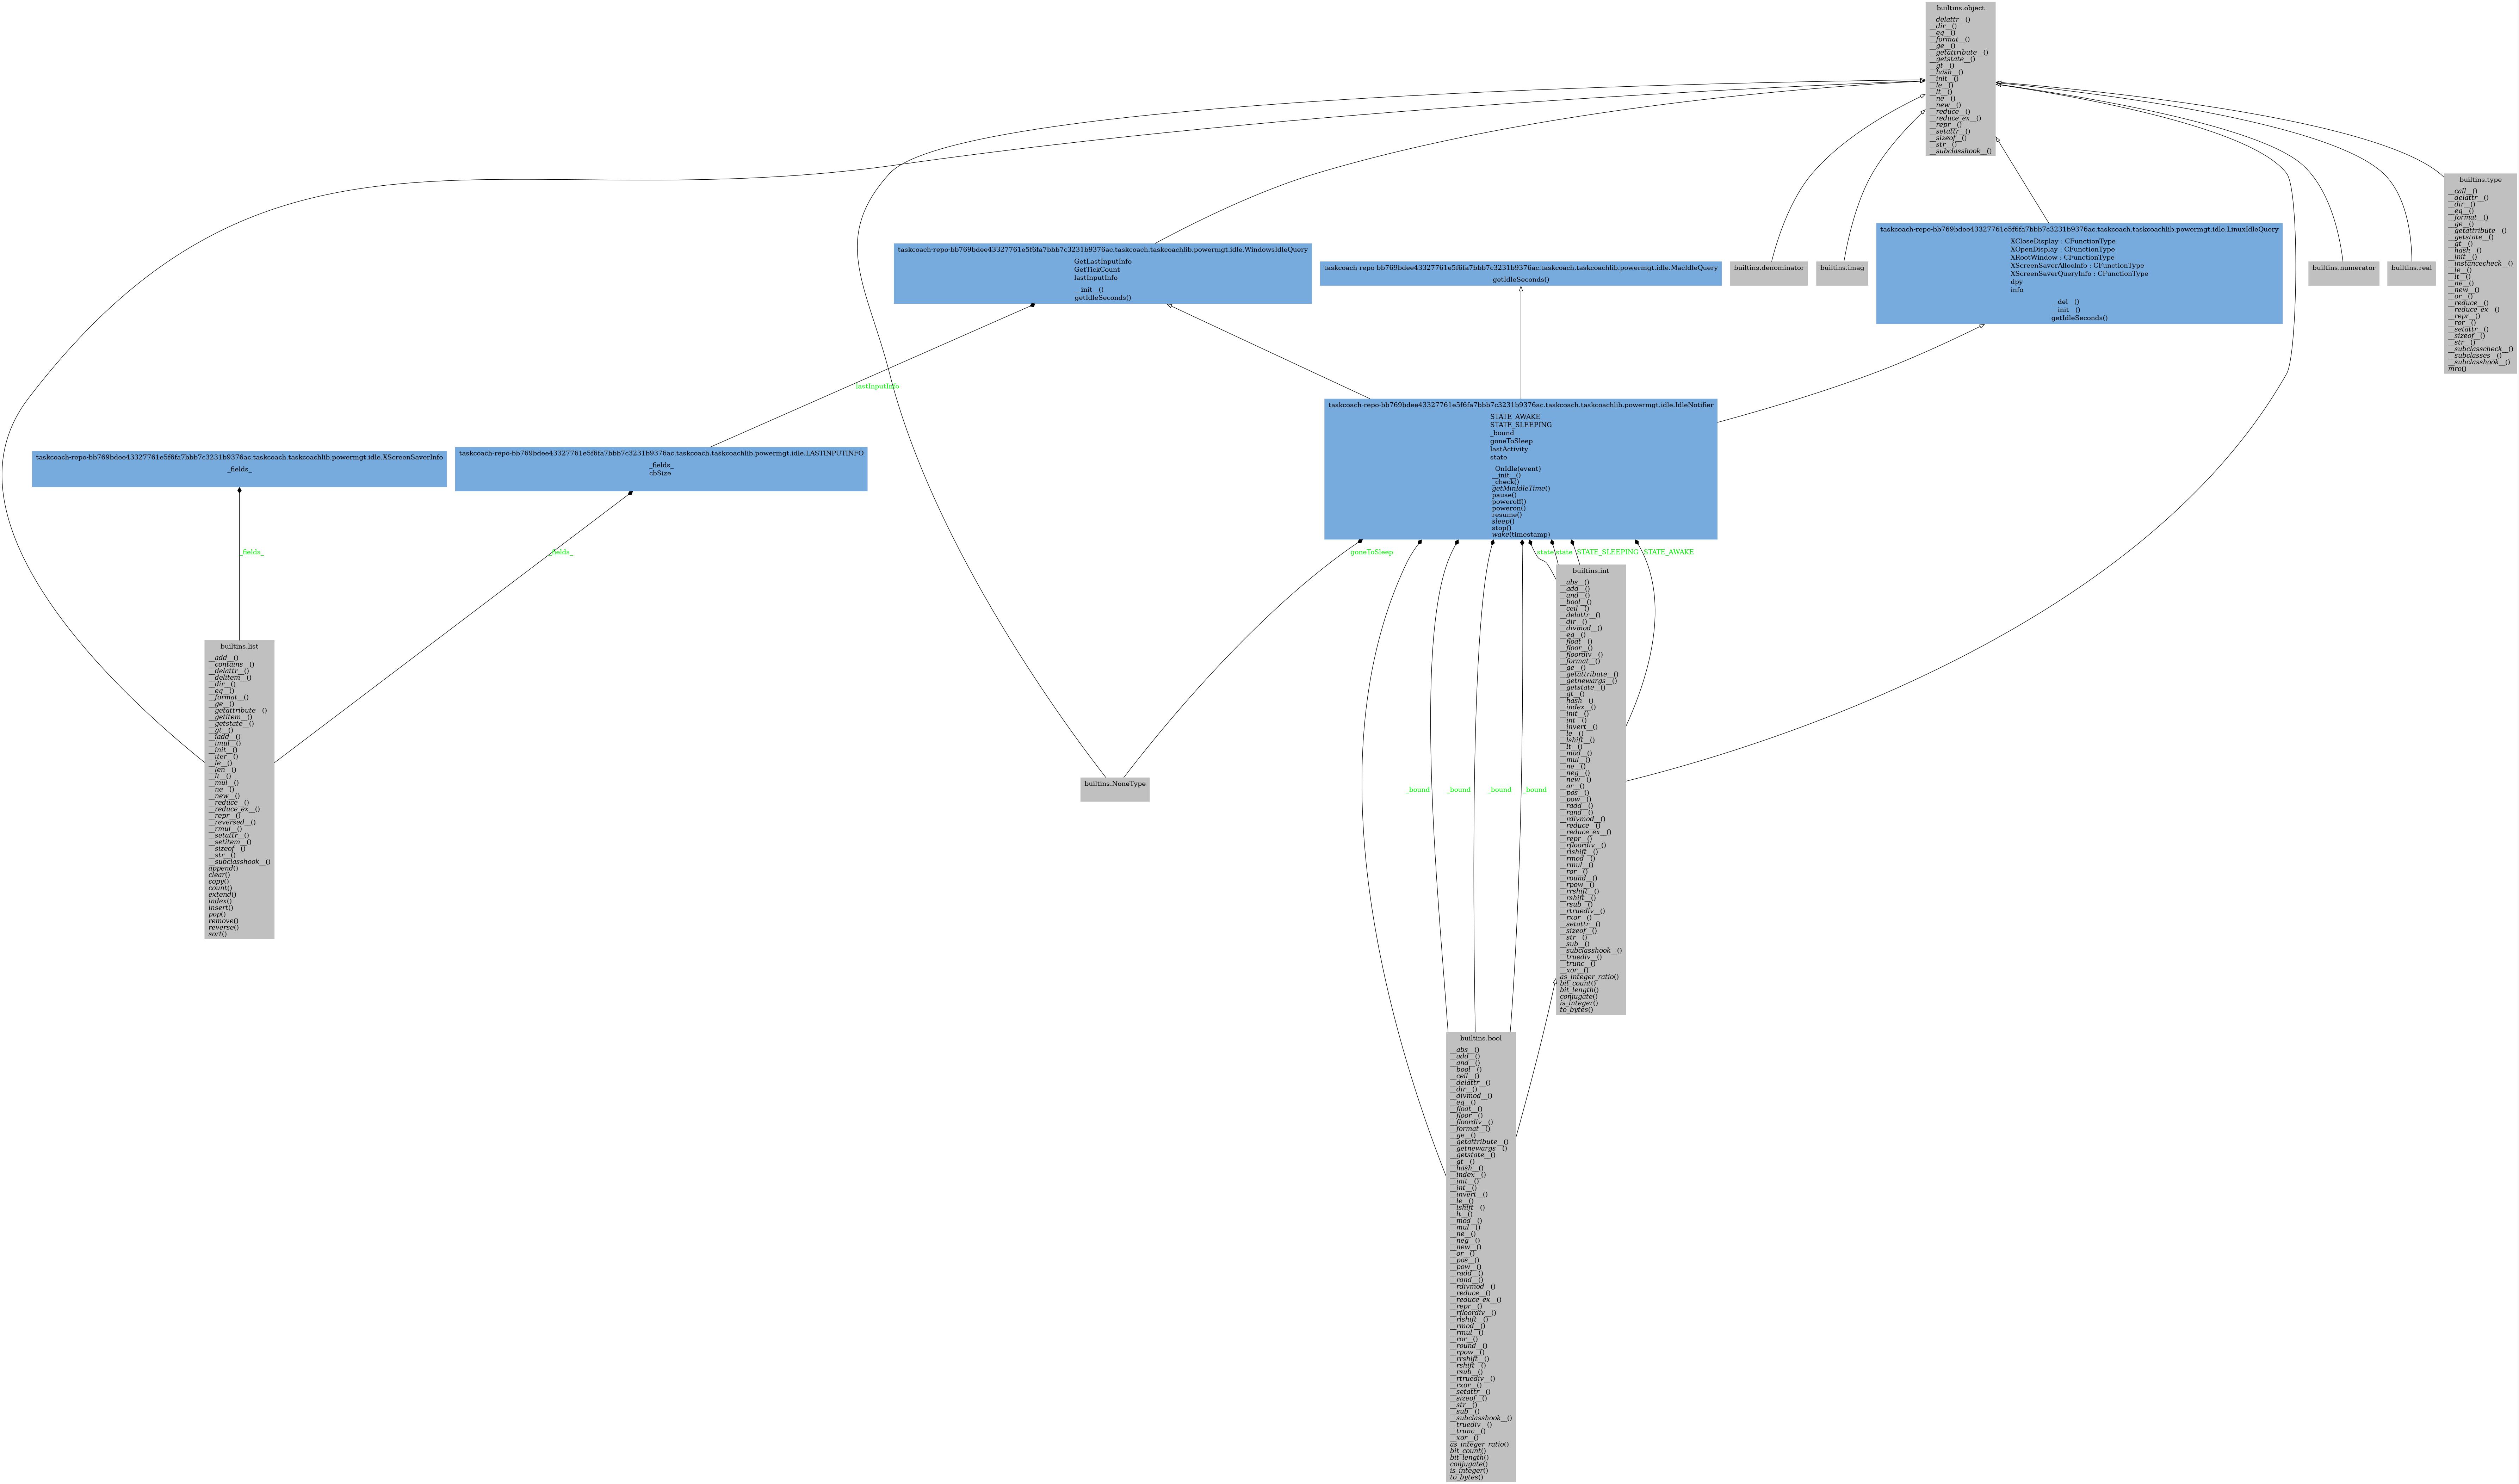 builtins.object
__delattr__()
__dir__()
__eq__()
__format__()
__ge__()
__getattribute__()
__getstate__()
__gt__()
__hash__()
__init__()
__le__()
__lt__()
__ne__()
__new__()
__reduce__()
__reduce_ex__()
__repr__()
__setattr__()
__sizeof__()
__str__()
__subclasshook__()
builtins.type
__call__()
__delattr__()
__dir__()
__eq__()
__format__()
__ge__()
__getattribute__()
__getstate__()
__gt__()
__hash__()
__init__()
__instancecheck__()
__le__()
__lt__()
__ne__()
__new__()
__or__()
__reduce__()
__reduce_ex__()
__repr__()
__ror__()
__setattr__()
__sizeof__()
__str__()
__subclasscheck__()
__subclasses__()
__subclasshook__()
mro()
taskcoach-repo-bb769bdee43327761e5f6fa7bbb7c3231b9376ac.taskcoach.taskcoachlib.powermgt.idle.WindowsIdleQuery
GetLastInputInfo
GetTickCount
lastInputInfo
__init__()
getIdleSeconds()
taskcoach-repo-bb769bdee43327761e5f6fa7bbb7c3231b9376ac.taskcoach.taskcoachlib.powermgt.idle.MacIdleQuery
getIdleSeconds()
builtins.denominator
builtins.imag
taskcoach-repo-bb769bdee43327761e5f6fa7bbb7c3231b9376ac.taskcoach.taskcoachlib.powermgt.idle.LinuxIdleQuery
XCloseDisplay : CFunctionType
XOpenDisplay : CFunctionType
XRootWindow : CFunctionType
XScreenSaverAllocInfo : CFunctionType
XScreenSaverQueryInfo : CFunctionType
dpy
info
__del__()
__init__()
getIdleSeconds()
builtins.numerator
builtins.real
lastInputInfo
taskcoach-repo-bb769bdee43327761e5f6fa7bbb7c3231b9376ac.taskcoach.taskcoachlib.powermgt.idle.XScreenSaverInfo
_fields_
taskcoach-repo-bb769bdee43327761e5f6fa7bbb7c3231b9376ac.taskcoach.taskcoachlib.powermgt.idle.LASTINPUTINFO
_fields_
cbSize
taskcoach-repo-bb769bdee43327761e5f6fa7bbb7c3231b9376ac.taskcoach.taskcoachlib.powermgt.idle.IdleNotifier
STATE_AWAKE
STATE_SLEEPING
_bound
goneToSleep
lastActivity
state
_OnIdle(event)
__init__()
_check()
getMinIdleTime()
pause()
poweroff()
poweron()
resume()
sleep()
stop()
wake(timestamp)
_fields_
_fields_
goneToSleep
state
state
STATE_SLEEPING
STATE_AWAKE
builtins.list
__add__()
__contains__()
__delattr__()
__delitem__()
__dir__()
__eq__()
__format__()
__ge__()
__getattribute__()
__getitem__()
__getstate__()
__gt__()
__iadd__()
__imul__()
__init__()
__iter__()
__le__()
__len__()
__lt__()
__mul__()
__ne__()
__new__()
__reduce__()
__reduce_ex__()
__repr__()
__reversed__()
__rmul__()
__setattr__()
__setitem__()
__sizeof__()
__str__()
__subclasshook__()
append()
clear()
copy()
count()
extend()
index()
insert()
pop()
remove()
reverse()
sort()
builtins.NoneType
_bound
_bound
_bound
_bound
builtins.int
__abs__()
__add__()
__and__()
__bool__()
__ceil__()
__delattr__()
__dir__()
__divmod__()
__eq__()
__float__()
__floor__()
__floordiv__()
__format__()
__ge__()
__getattribute__()
__getnewargs__()
__getstate__()
__gt__()
__hash__()
__index__()
__init__()
__int__()
__invert__()
__le__()
__lshift__()
__lt__()
__mod__()
__mul__()
__ne__()
__neg__()
__new__()
__or__()
__pos__()
__pow__()
__radd__()
__rand__()
__rdivmod__()
__reduce__()
__reduce_ex__()
__repr__()
__rfloordiv__()
__rlshift__()
__rmod__()
__rmul__()
__ror__()
__round__()
__rpow__()
__rrshift__()
__rshift__()
__rsub__()
__rtruediv__()
__rxor__()
__setattr__()
__sizeof__()
__str__()
__sub__()
__subclasshook__()
__truediv__()
__trunc__()
__xor__()
as_integer_ratio()
bit_count()
bit_length()
conjugate()
is_integer()
to_bytes()
builtins.bool
__abs__()
__add__()
__and__()
__bool__()
__ceil__()
__delattr__()
__dir__()
__divmod__()
__eq__()
__float__()
__floor__()
__floordiv__()
__format__()
__ge__()
__getattribute__()
__getnewargs__()
__getstate__()
__gt__()
__hash__()
__index__()
__init__()
__int__()
__invert__()
__le__()
__lshift__()
__lt__()
__mod__()
__mul__()
__ne__()
__neg__()
__new__()
__or__()
__pos__()
__pow__()
__radd__()
__rand__()
__rdivmod__()
__reduce__()
__reduce_ex__()
__repr__()
__rfloordiv__()
__rlshift__()
__rmod__()
__rmul__()
__ror__()
__round__()
__rpow__()
__rrshift__()
__rshift__()
__rsub__()
__rtruediv__()
__rxor__()
__setattr__()
__sizeof__()
__str__()
__sub__()
__subclasshook__()
__truediv__()
__trunc__()
__xor__()
as_integer_ratio()
bit_count()
bit_length()
conjugate()
is_integer()
to_bytes()